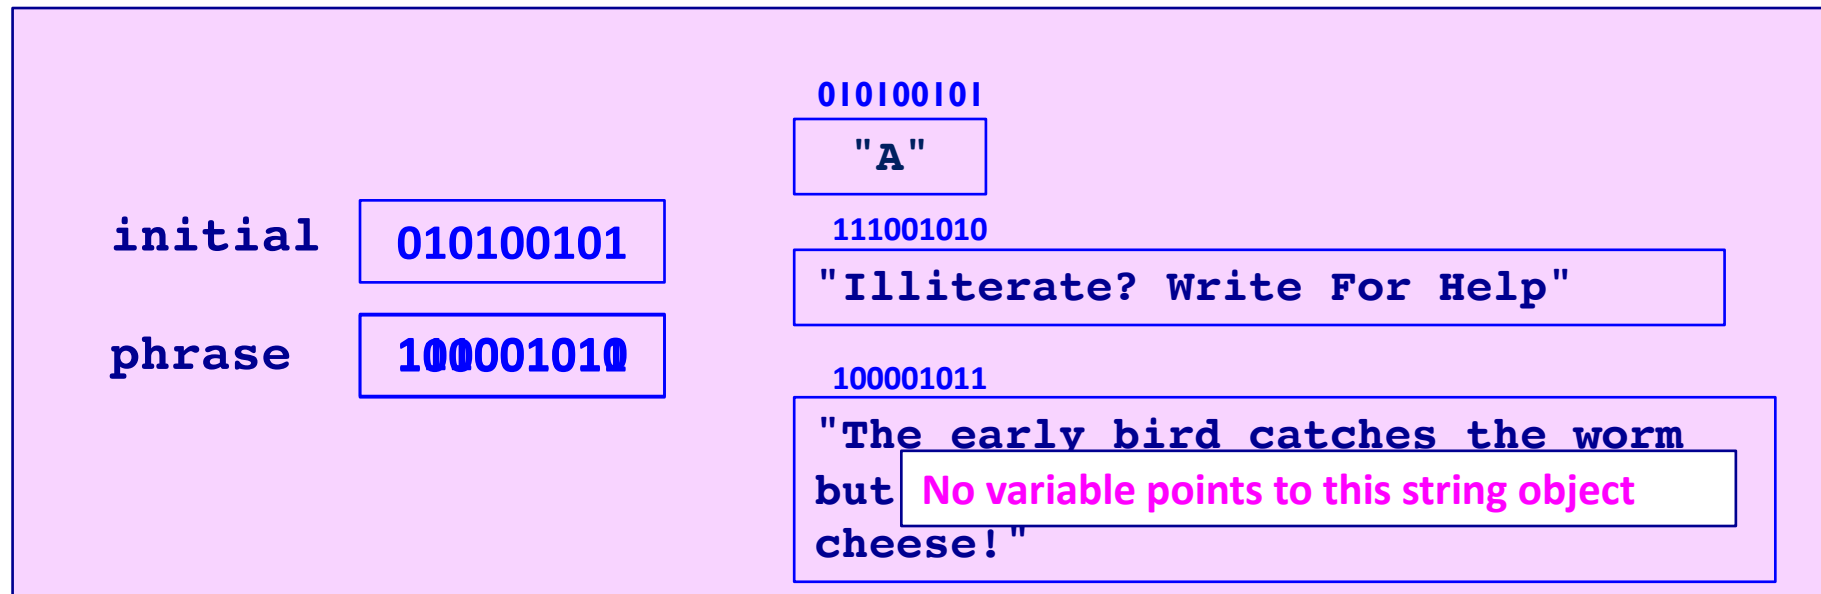 010100101
"A"
initial 010100101
111001010
"Illiterate? Write For Help"
phrase
100001011
"The early bird catches the worm
but
No variable points to this string object
cheese!"